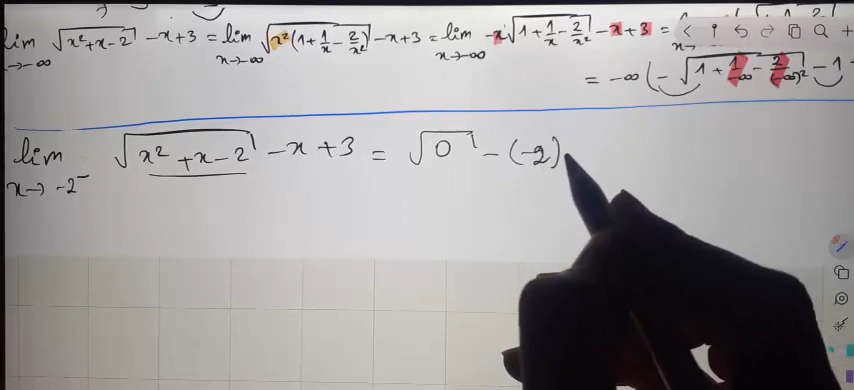 lim √x²+x-2 -x+3 = lim √x²(1+1/x-2/x²) -x+3 = lim -x√1+1/x-2/x² -x+3 =
x→-∞ x→-∞ x→-∞
= -∞(-√1+1/-∞-2/(-∞)² -1
lim √x²+x-2 -x+3 = √0 -(-2)
x→-2⁻